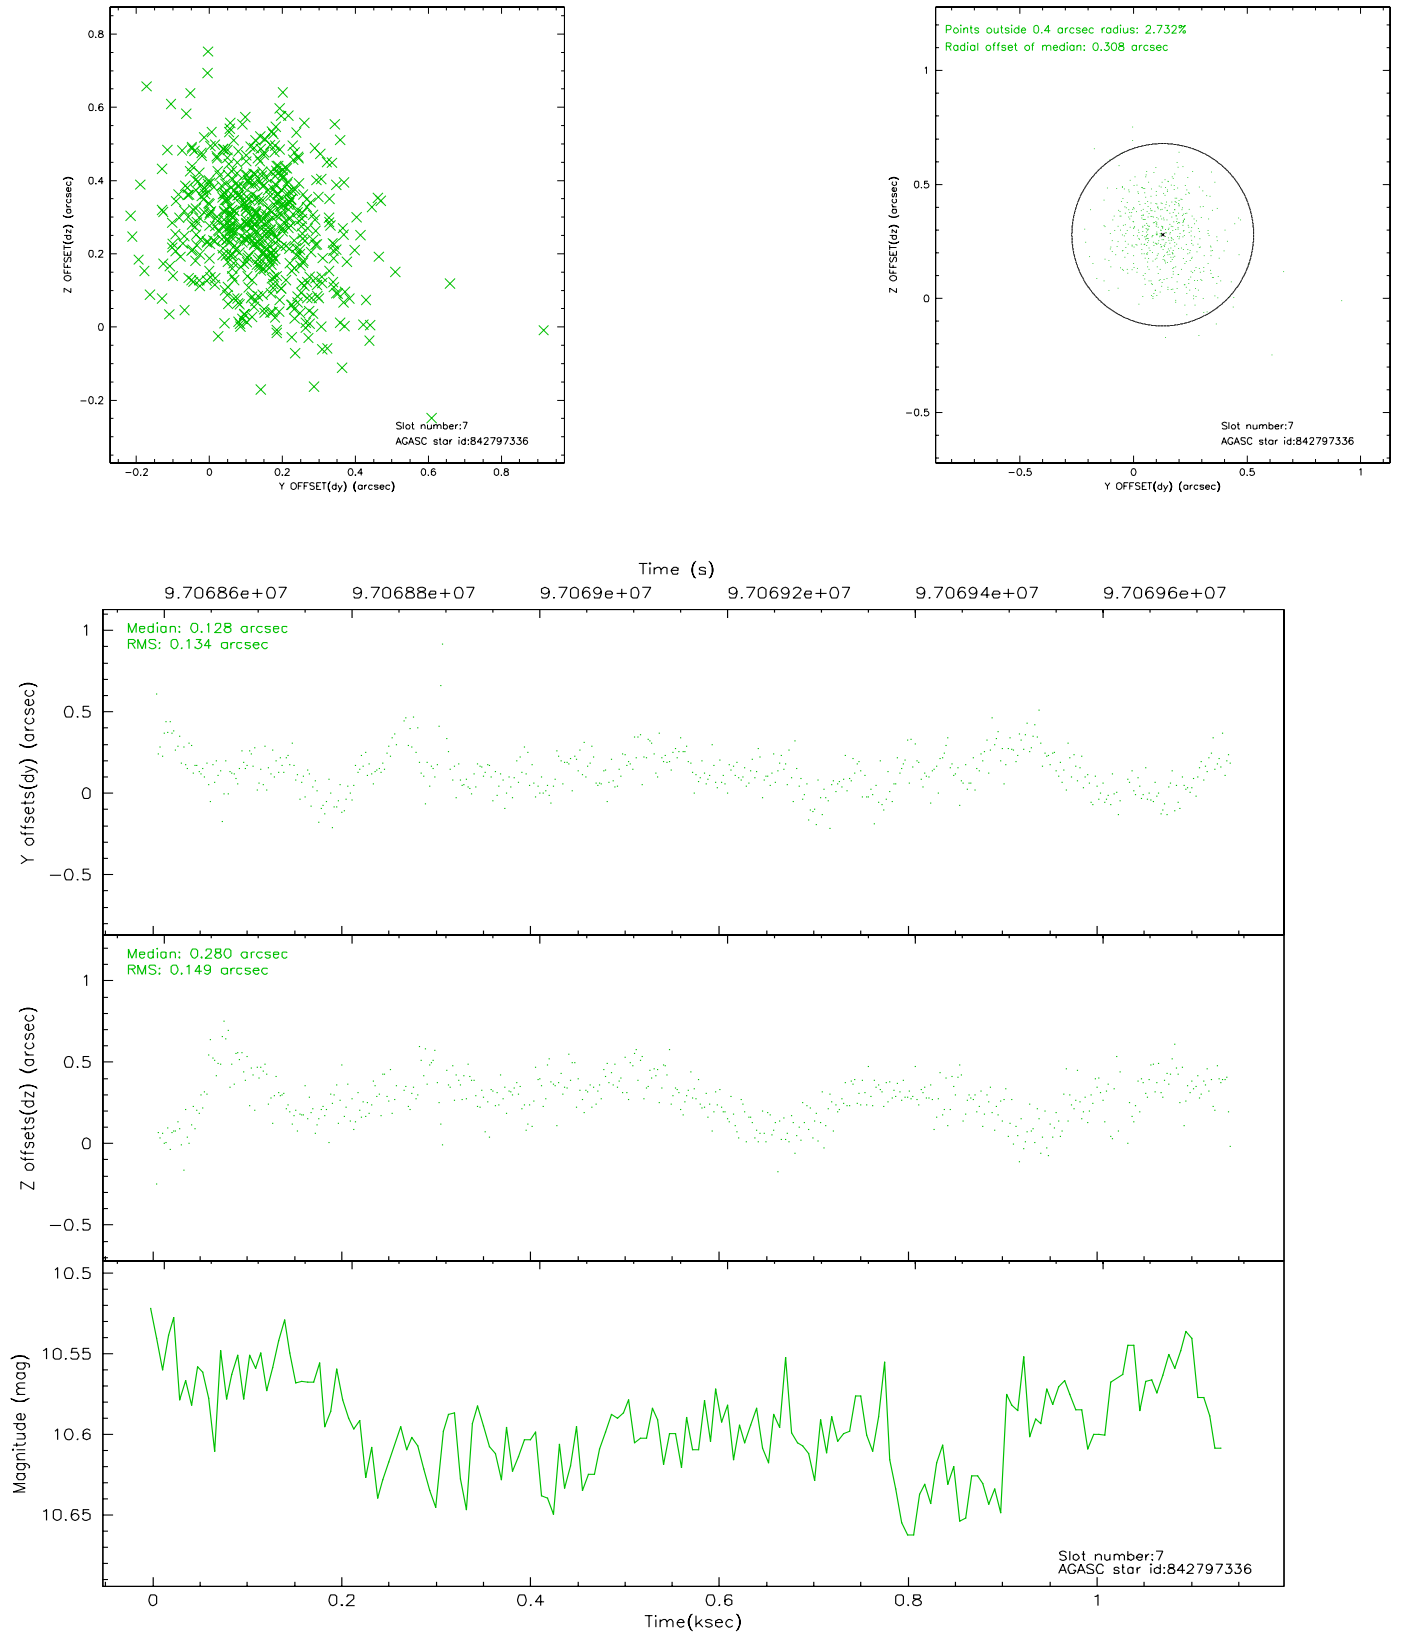 0.8
0.6
0.4
0.2
0
−0.2
Z OFFSET(dz) (arcsec)
−0.2 0 0.2 0.4 0.6 0.8
Y OFFSET(dy) (arcsec)
Slot number:7
AGASC star id:842797336
Points outside 0.4 arcsec radius: 2.732%
Radial offset of median: 0.308 arcsec
1
0.5
0
−0.5
Z OFFSET(dz) (arcsec)
−0.5 0 0.5 1
Y OFFSET(dy) (arcsec)
Slot number:7
AGASC star id:842797336
Time (s)
9.70686e+07 9.70688e+07 9.7069e+07 9.70692e+07 9.70694e+07 9.70696e+07
Median: 0.128 arcsec
RMS: 0.134 arcsec
1
0.5
0
−0.5
Y offsets(dy) (arcsec)
Median: 0.280 arcsec
RMS: 0.149 arcsec
1
0.5
0
−0.5
Z offsets(dz) (arcsec)
10.5
10.55
10.6
10.65
Magnitude (mag)
Slot number:7
AGASC star id:842797336
0 0.2 0.4 0.6 0.8 1
Time(ksec)